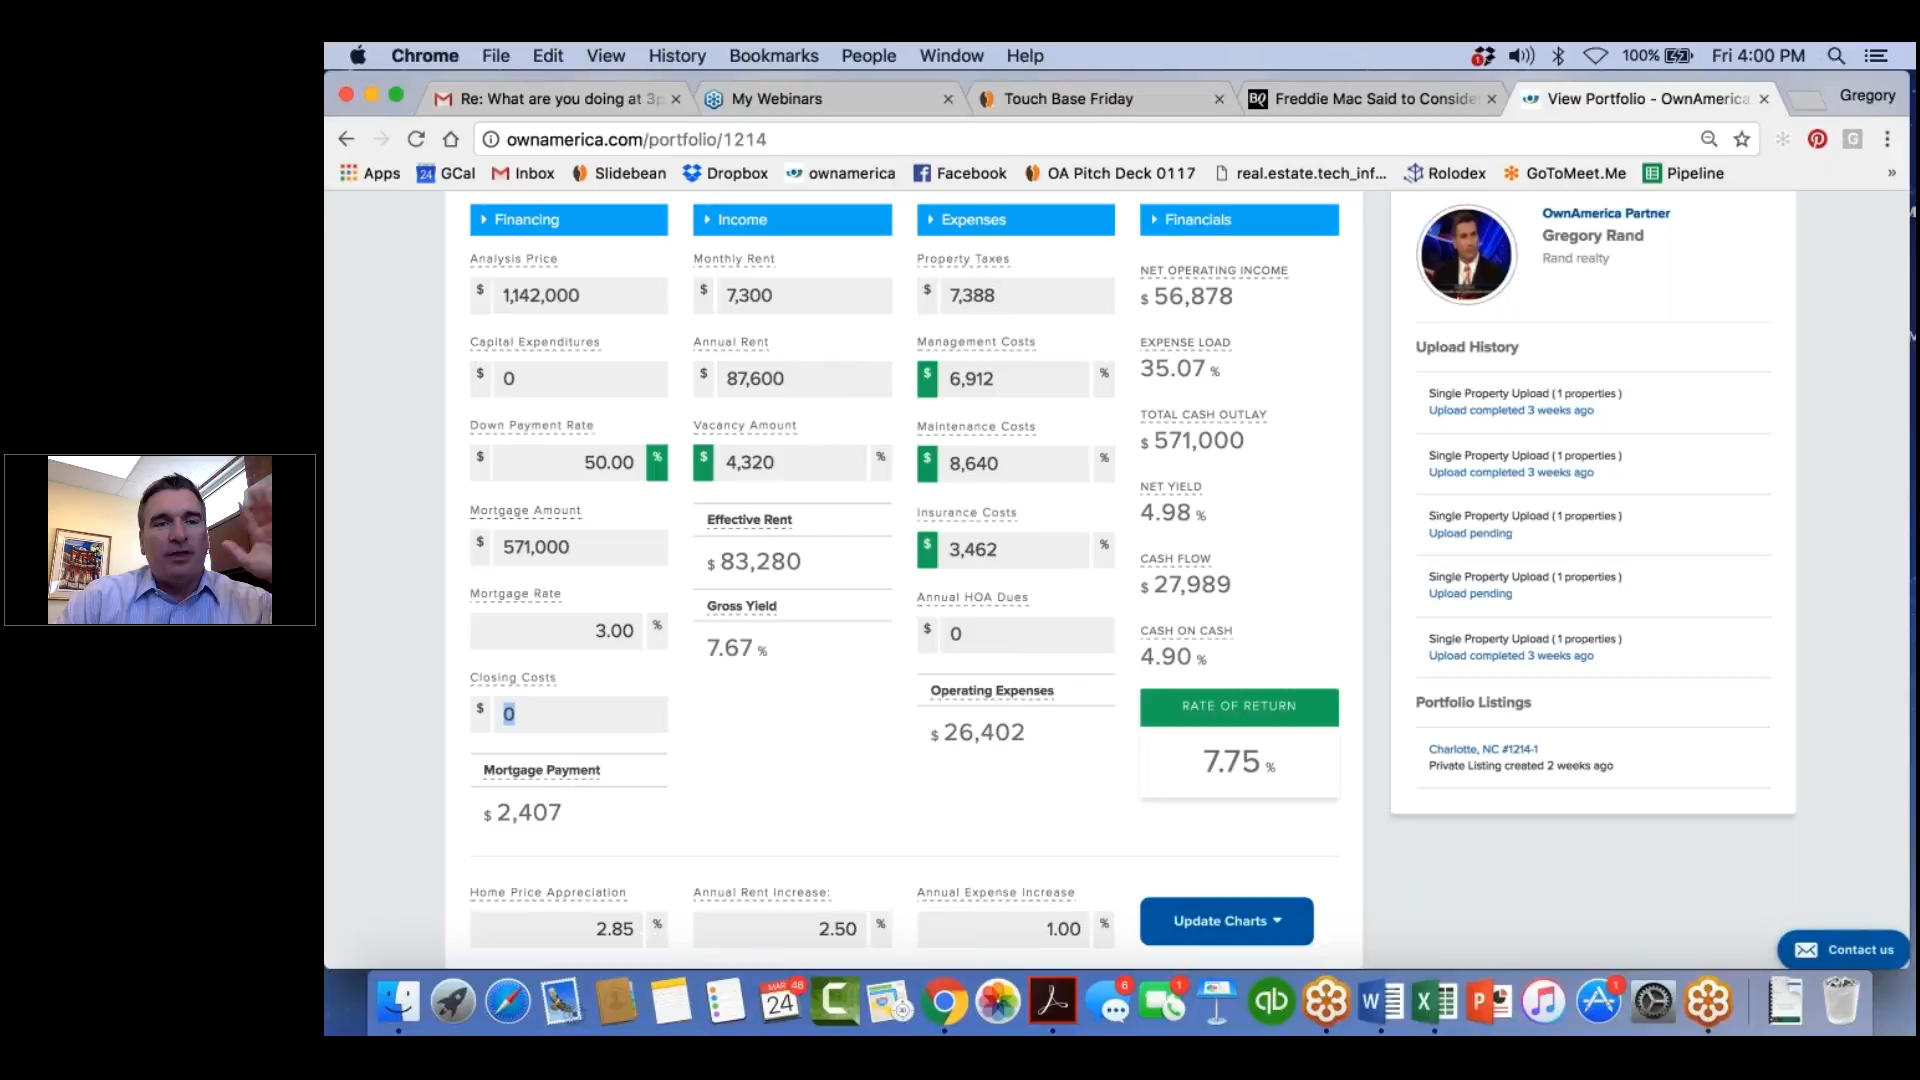 Chrome File Edit View History Bookmarks People Window Help 100% Fri 4:00 PM
Re: What are you doing at 3p
My Webinars
Touch Base Friday
Freddie Mac Said to Conside
View Portfolio - OwnAmerica
Gregory
ownamerica.com/portfolio/1214
Apps GCal Inbox Slidebean Dropbox ownamerica Facebook OA Pitch Deck 0117 real.estate.tech_inf... Rolodex GoToMeet.Me Pipeline »
Financing
Analysis Price
$ 1,142,000
Capital Expenditures
$ 0
Down Payment Rate
$ 50.00 %
Mortgage Amount
$ 571,000
Mortgage Rate
3.00 %
Closing Costs
$ 0
Mortgage Payment
$ 2,407
Income
Monthly Rent
$ 7,300
Annual Rent
$ 87,600
Vacancy Amount
$ 4,320 %
Effective Rent
$ 83,280
Gross Yield
7.67 %
Expenses
Property Taxes
$ 7,388
Management Costs
$ 6,912 %
Maintenance Costs
$ 8,640 %
Insurance Costs
$ 3,462 %
Annual HOA Dues
$ 0
Operating Expenses
$ 26,402
Financials
NET OPERATING INCOME
$ 56,878
EXPENSE LOAD
35.07 %
TOTAL CASH OUTLAY
$ 571,000
NET YIELD
4.98 %
CASH FLOW
$ 27,989
CASH ON CASH
4.90 %
RATE OF RETURN
7.75 %
Home Price Appreciation
2.85 %
Annual Rent Increase:
2.50 %
Annual Expense Increase
1.00 %
Update Charts
OwnAmerica Partner
Gregory Rand
Rand realty
Upload History
Single Property Upload ( 1 properties )
Upload completed 3 weeks ago
Single Property Upload ( 1 properties )
Upload completed 3 weeks ago
Single Property Upload ( 1 properties )
Upload pending
Single Property Upload ( 1 properties )
Upload pending
Single Property Upload ( 1 properties )
Upload completed 3 weeks ago
Portfolio Listings
Charlotte, NC #1214-1
Private Listing created 2 weeks ago
Contact us
MAR 24